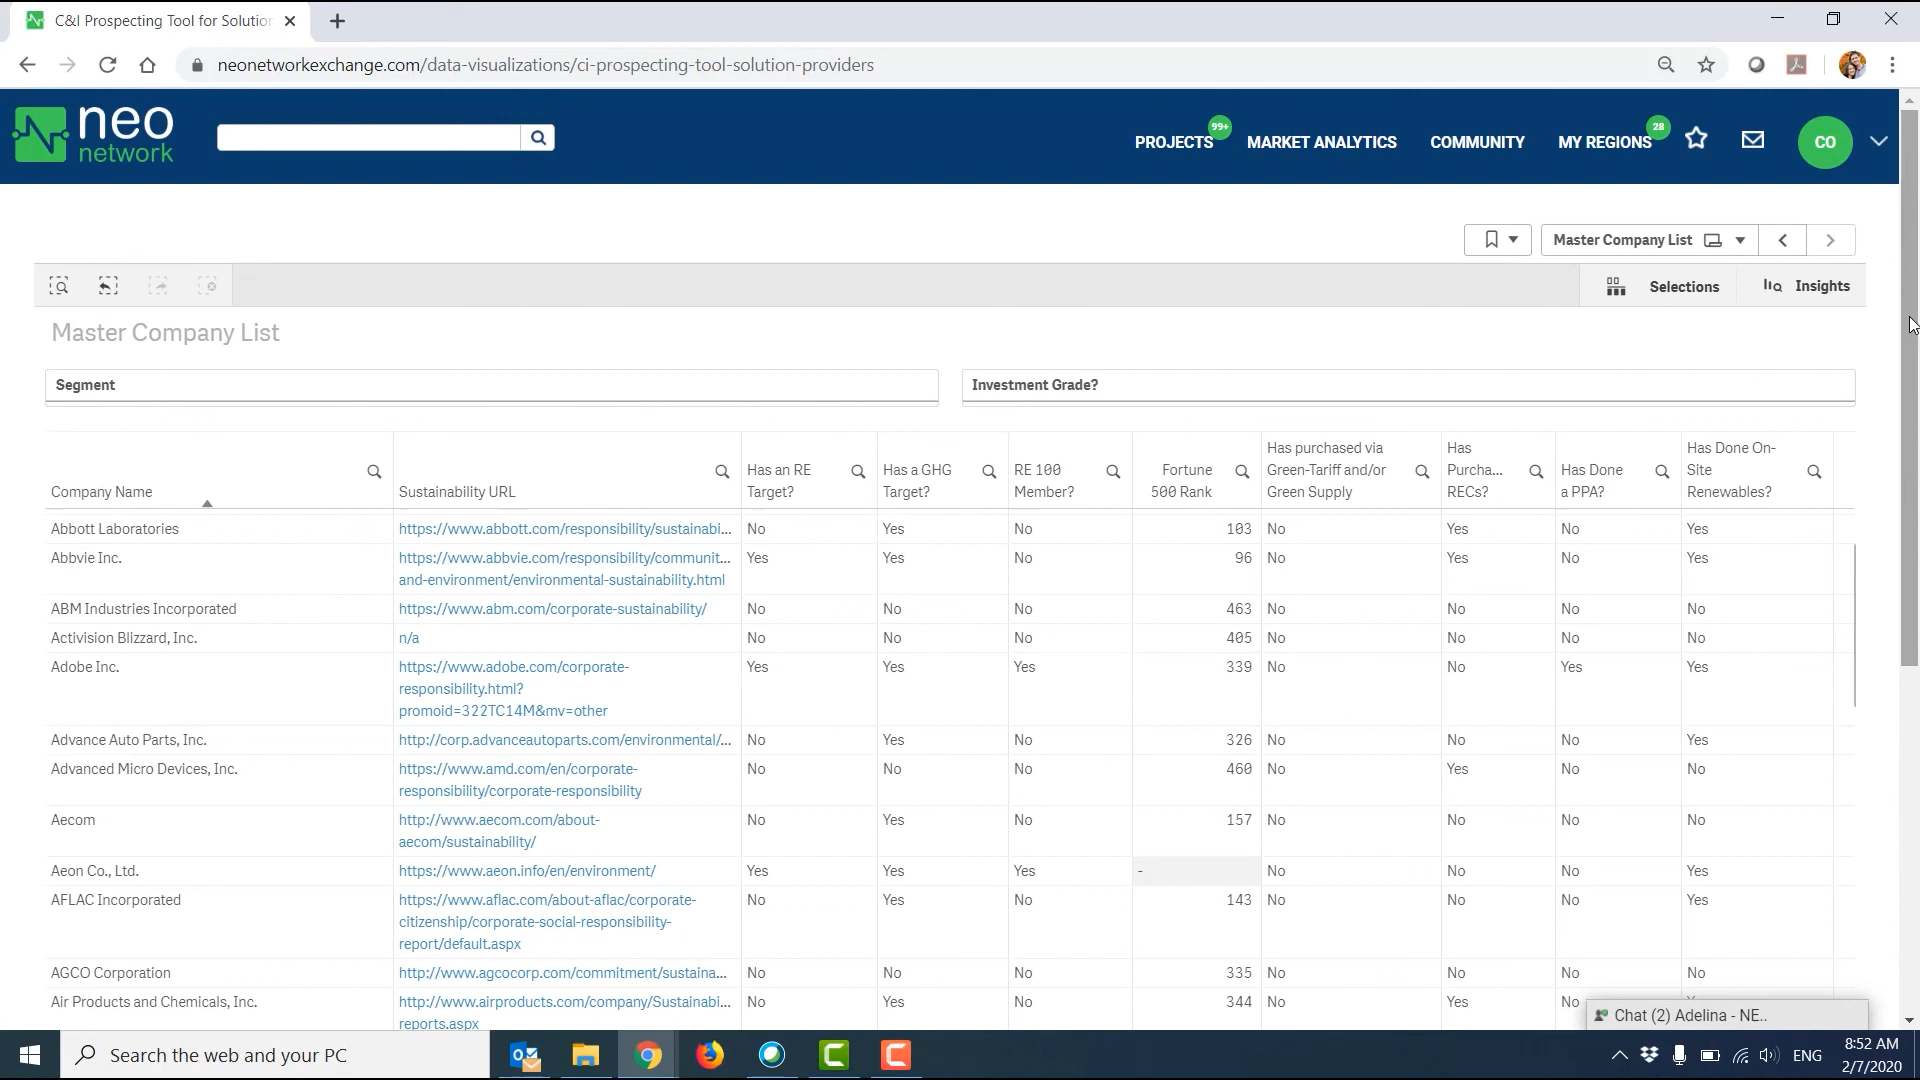 C&I Prospecting Tool for Solution
neonetworkexchange.com/data-visualizations/ci-prospecting-tool-solution-providers
neo
network
PROJECTS 99+ MARKET ANALYTICS COMMUNITY MY REGIONS 28 CO
Master Company List
Selections Insights
Master Company List
Segment Investment Grade?
Company Name Sustainability URL Has an RE Target? Has a GHG Target? RE 100 Member? Fortune 500 Rank Has purchased via Green-Tariff and/or Green Supply Has Purcha... RECs? Has Done a PPA? Has Done On-Site Renewables?
Abbott Laboratories https://www.abbott.com/responsibility/sustainabi... No Yes No 103 No Yes No Yes
Abbvie Inc. https://www.abbvie.com/responsibility/communit... Yes Yes No 96 No Yes No Yes
and-environment/environmental-sustainability.html
ABM Industries Incorporated https://www.abm.com/corporate-sustainability/ No No No 463 No No No No
Activision Blizzard, Inc. n/a No No No 405 No No No No
Adobe Inc. https://www.adobe.com/corporate- Yes Yes Yes 339 No No Yes Yes
responsibility.html?
promoid=322TC14M&mv=other
Advance Auto Parts, Inc. http://corp.advanceautoparts.com/environmental/... No Yes No 326 No No No Yes
Advanced Micro Devices, Inc. https://www.amd.com/en/corporate- No No No 460 No Yes No No
responsibility/corporate-responsibility
Aecom http://www.aecom.com/about- No Yes No 157 No No No No
aecom/sustainability/
Aeon Co., Ltd. https://www.aeon.info/en/environment/ Yes Yes Yes - No No No Yes
AFLAC Incorporated https://www.aflac.com/about-aflac/corporate- No Yes No 143 No No No Yes
citizenship/corporate-social-responsibility-
report/default.aspx
AGCO Corporation http://www.agcocorp.com/commitment/sustaina... No No No 335 No No No No
Air Products and Chemicals, Inc. http://www.airproducts.com/company/Sustainabi... No Yes No 344 No Yes No
reports.aspx
Chat (2) Adelina - NE..
Search the web and your PC
ENG
8:52 AM
2/7/2020